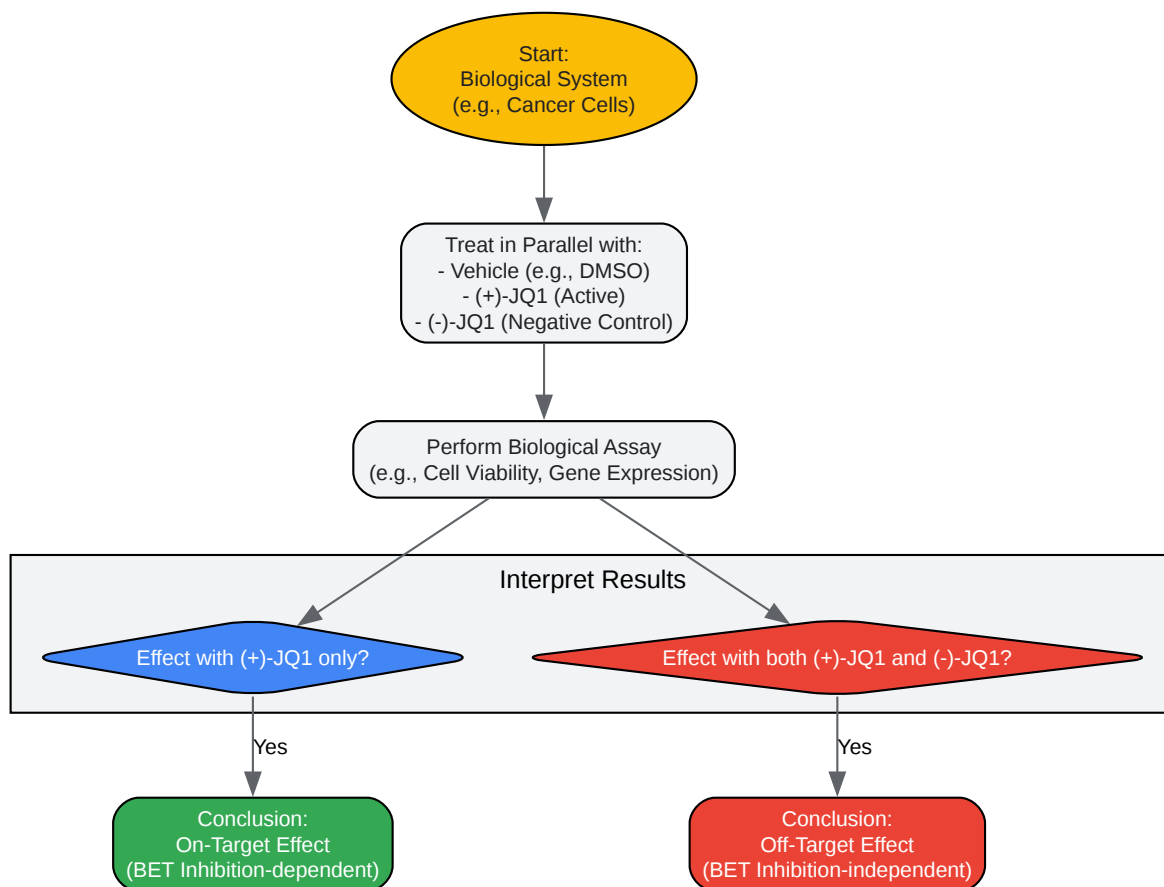 Start:
Biological System
(e.g., Cancer Cells)
Treat in Parallel with:
- Vehicle (e.g., DMSO)
- (+)-JQ1 (Active)
- (-)-JQ1 (Negative Control)
Perform Biological Assay
(e.g., Cell Viability, Gene Expression)
Interpret Results
Effect with (+)-JQ1 only?
Effect with both (+)-JQ1 and (-)-JQ1?
Yes
Yes
Conclusion:
On-Target Effect
(BET Inhibition-dependent)
Conclusion:
Off-Target Effect
(BET Inhibition-independent)